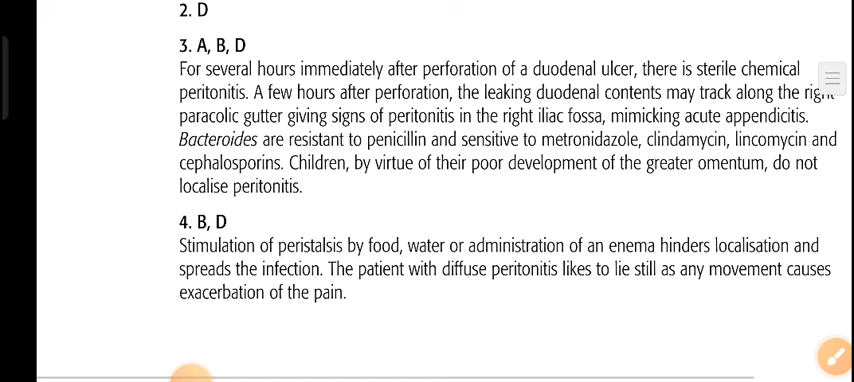 2. D
3. A, B, D
For several hours immediately after perforation of a duodenal ulcer, there is sterile chemical
peritonitis. A few hours after perforation, the leaking duodenal contents may track along the right
paracolic gutter giving signs of peritonitis in the right iliac fossa, mimicking acute appendicitis.
Bacteroides are resistant to penicillin and sensitive to metronidazole, clindamycin, lincomycin and
cephalosporins. Children, by virtue of their poor development of the greater omentum, do not
localise peritonitis.
4. B, D
Stimulation of peristalsis by food, water or administration of an enema hinders localisation and
spreads the infection. The patient with diffuse peritonitis likes to lie still as any movement causes
exacerbation of the pain.